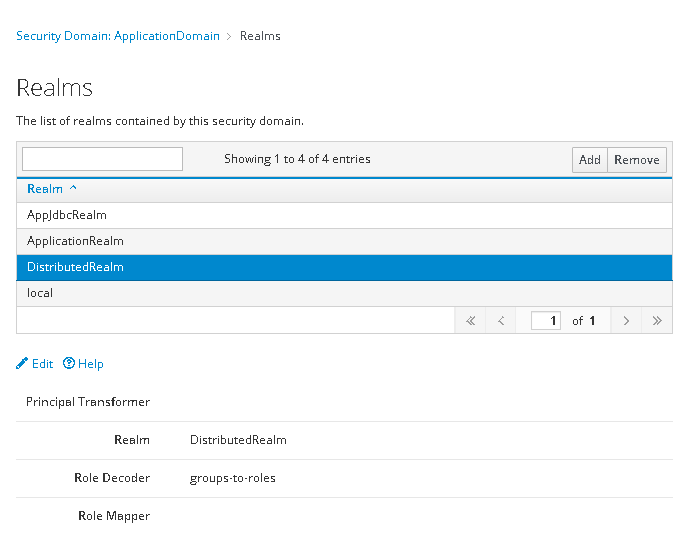 Security Domain: ApplicationDomain > Realms
Realms
The list of realms contained by this security domain.
Showing 1 to 4 of 4 entries Add Remove
Realm
AppJdbcRealm
ApplicationRealm
DistributedRealm
local
« < 1 of 1 > »
Edit Help
Principal Transformer
Realm DistributedRealm
Role Decoder groups-to-roles
Role Mapper